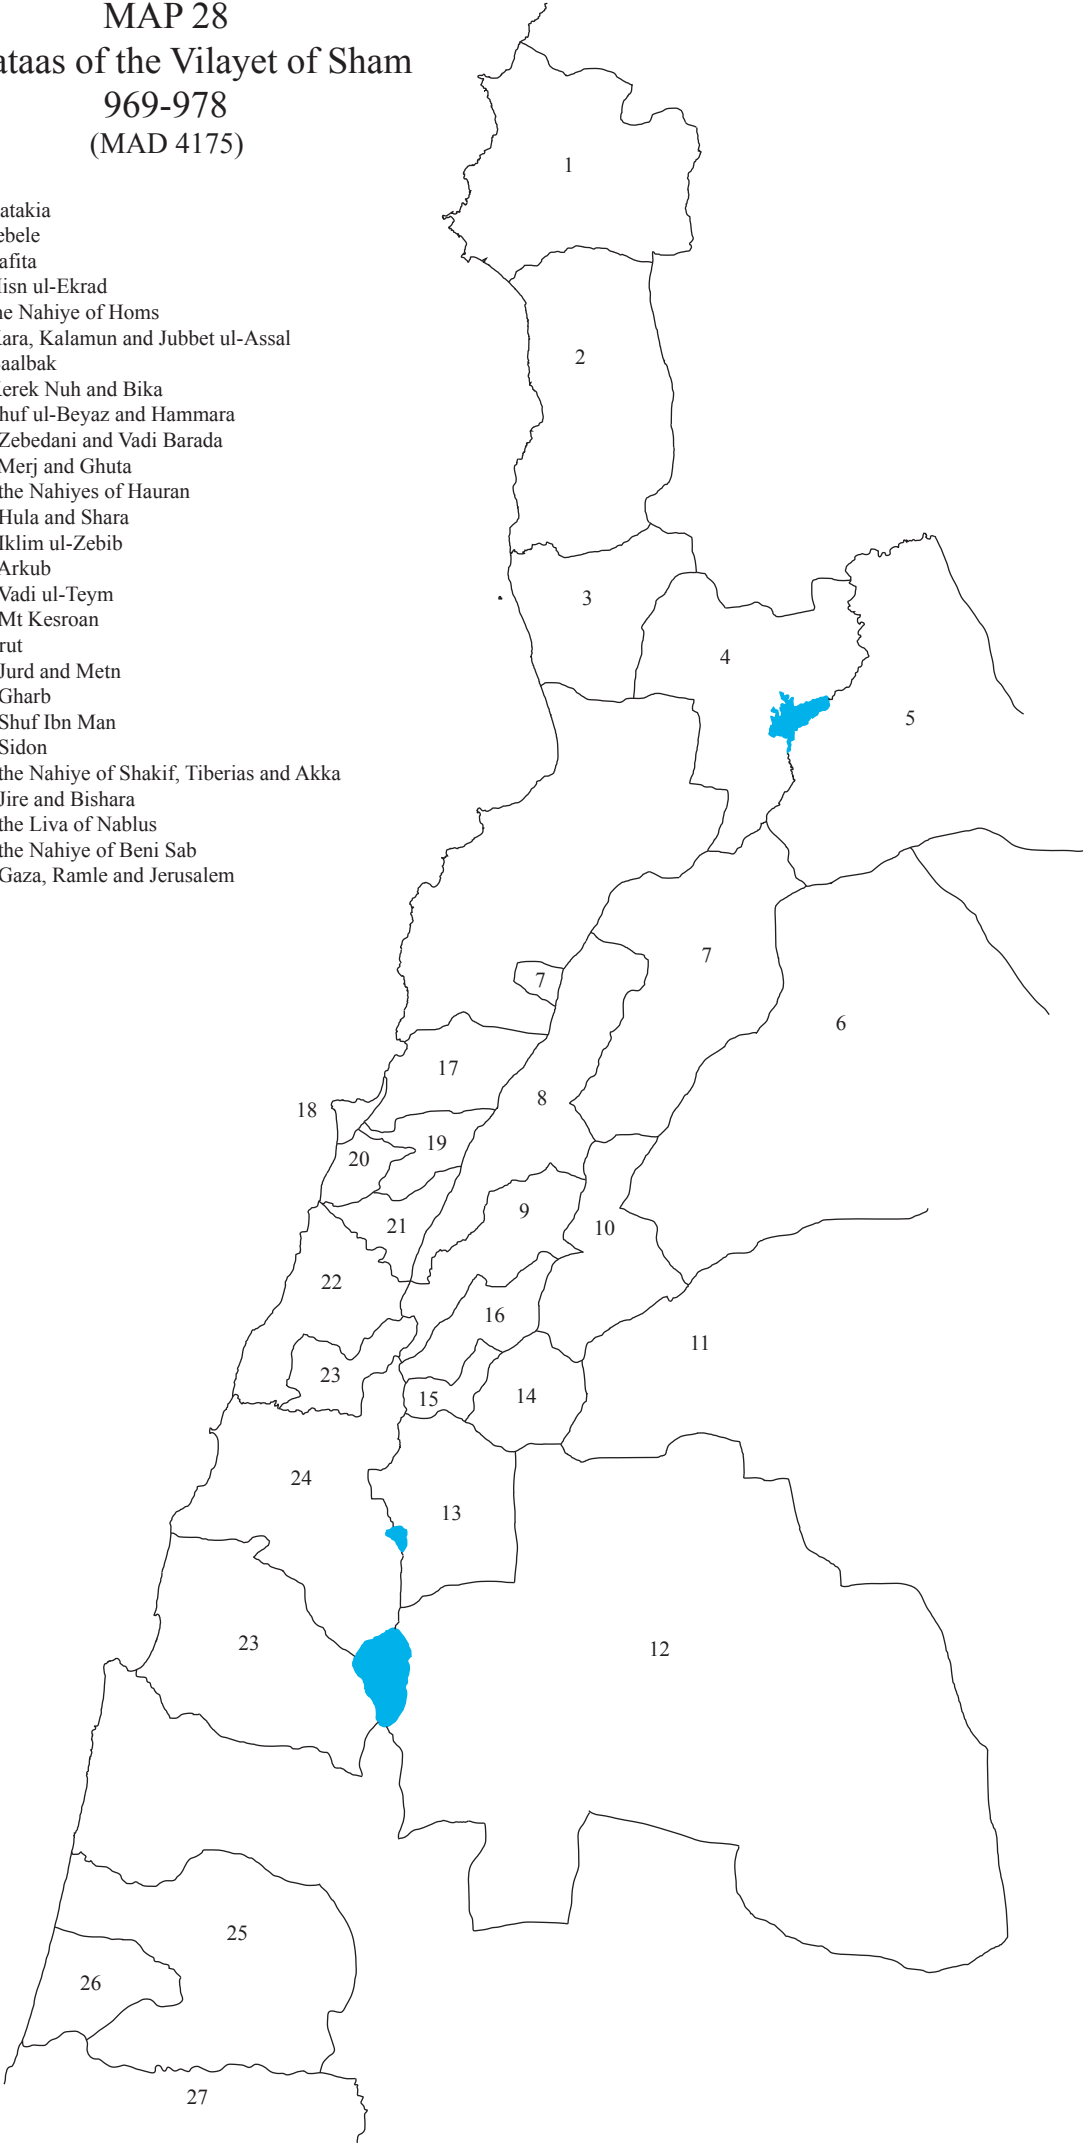 MAP 28
ataas of the Vilayet of Sham
969-978
(MAD 4175)
atakia
ebele
afita
isn ul-Ekrad
ne Nahiye of Homs
ara, Kalamun and Jubbet ul-Assal
aalbak
erek Nuh and Bika
huf ul-Beyaz and Hammara
Zebedani and Vadi Barada
Merj and Ghuta
the Nahiyes of Hauran
Hula and Shara
Iklim ul-Zebib
Arkub
Vadi ul-Teym
Mt Kesroan
rut
Jurd and Metn
Gharb
Shuf Ibn Man
Sidon
the Nahiye of Shakif, Tiberias and Akka
Jire and Bishara
the Liva of Nablus
the Nahiye of Beni Sab
Gaza, Ramle and Jerusalem
1
2
3
4
5
7
7
6
17
8
18
19
20
9
21
10
22
16
11
23
15
14
24
13
23
12
25
26
27